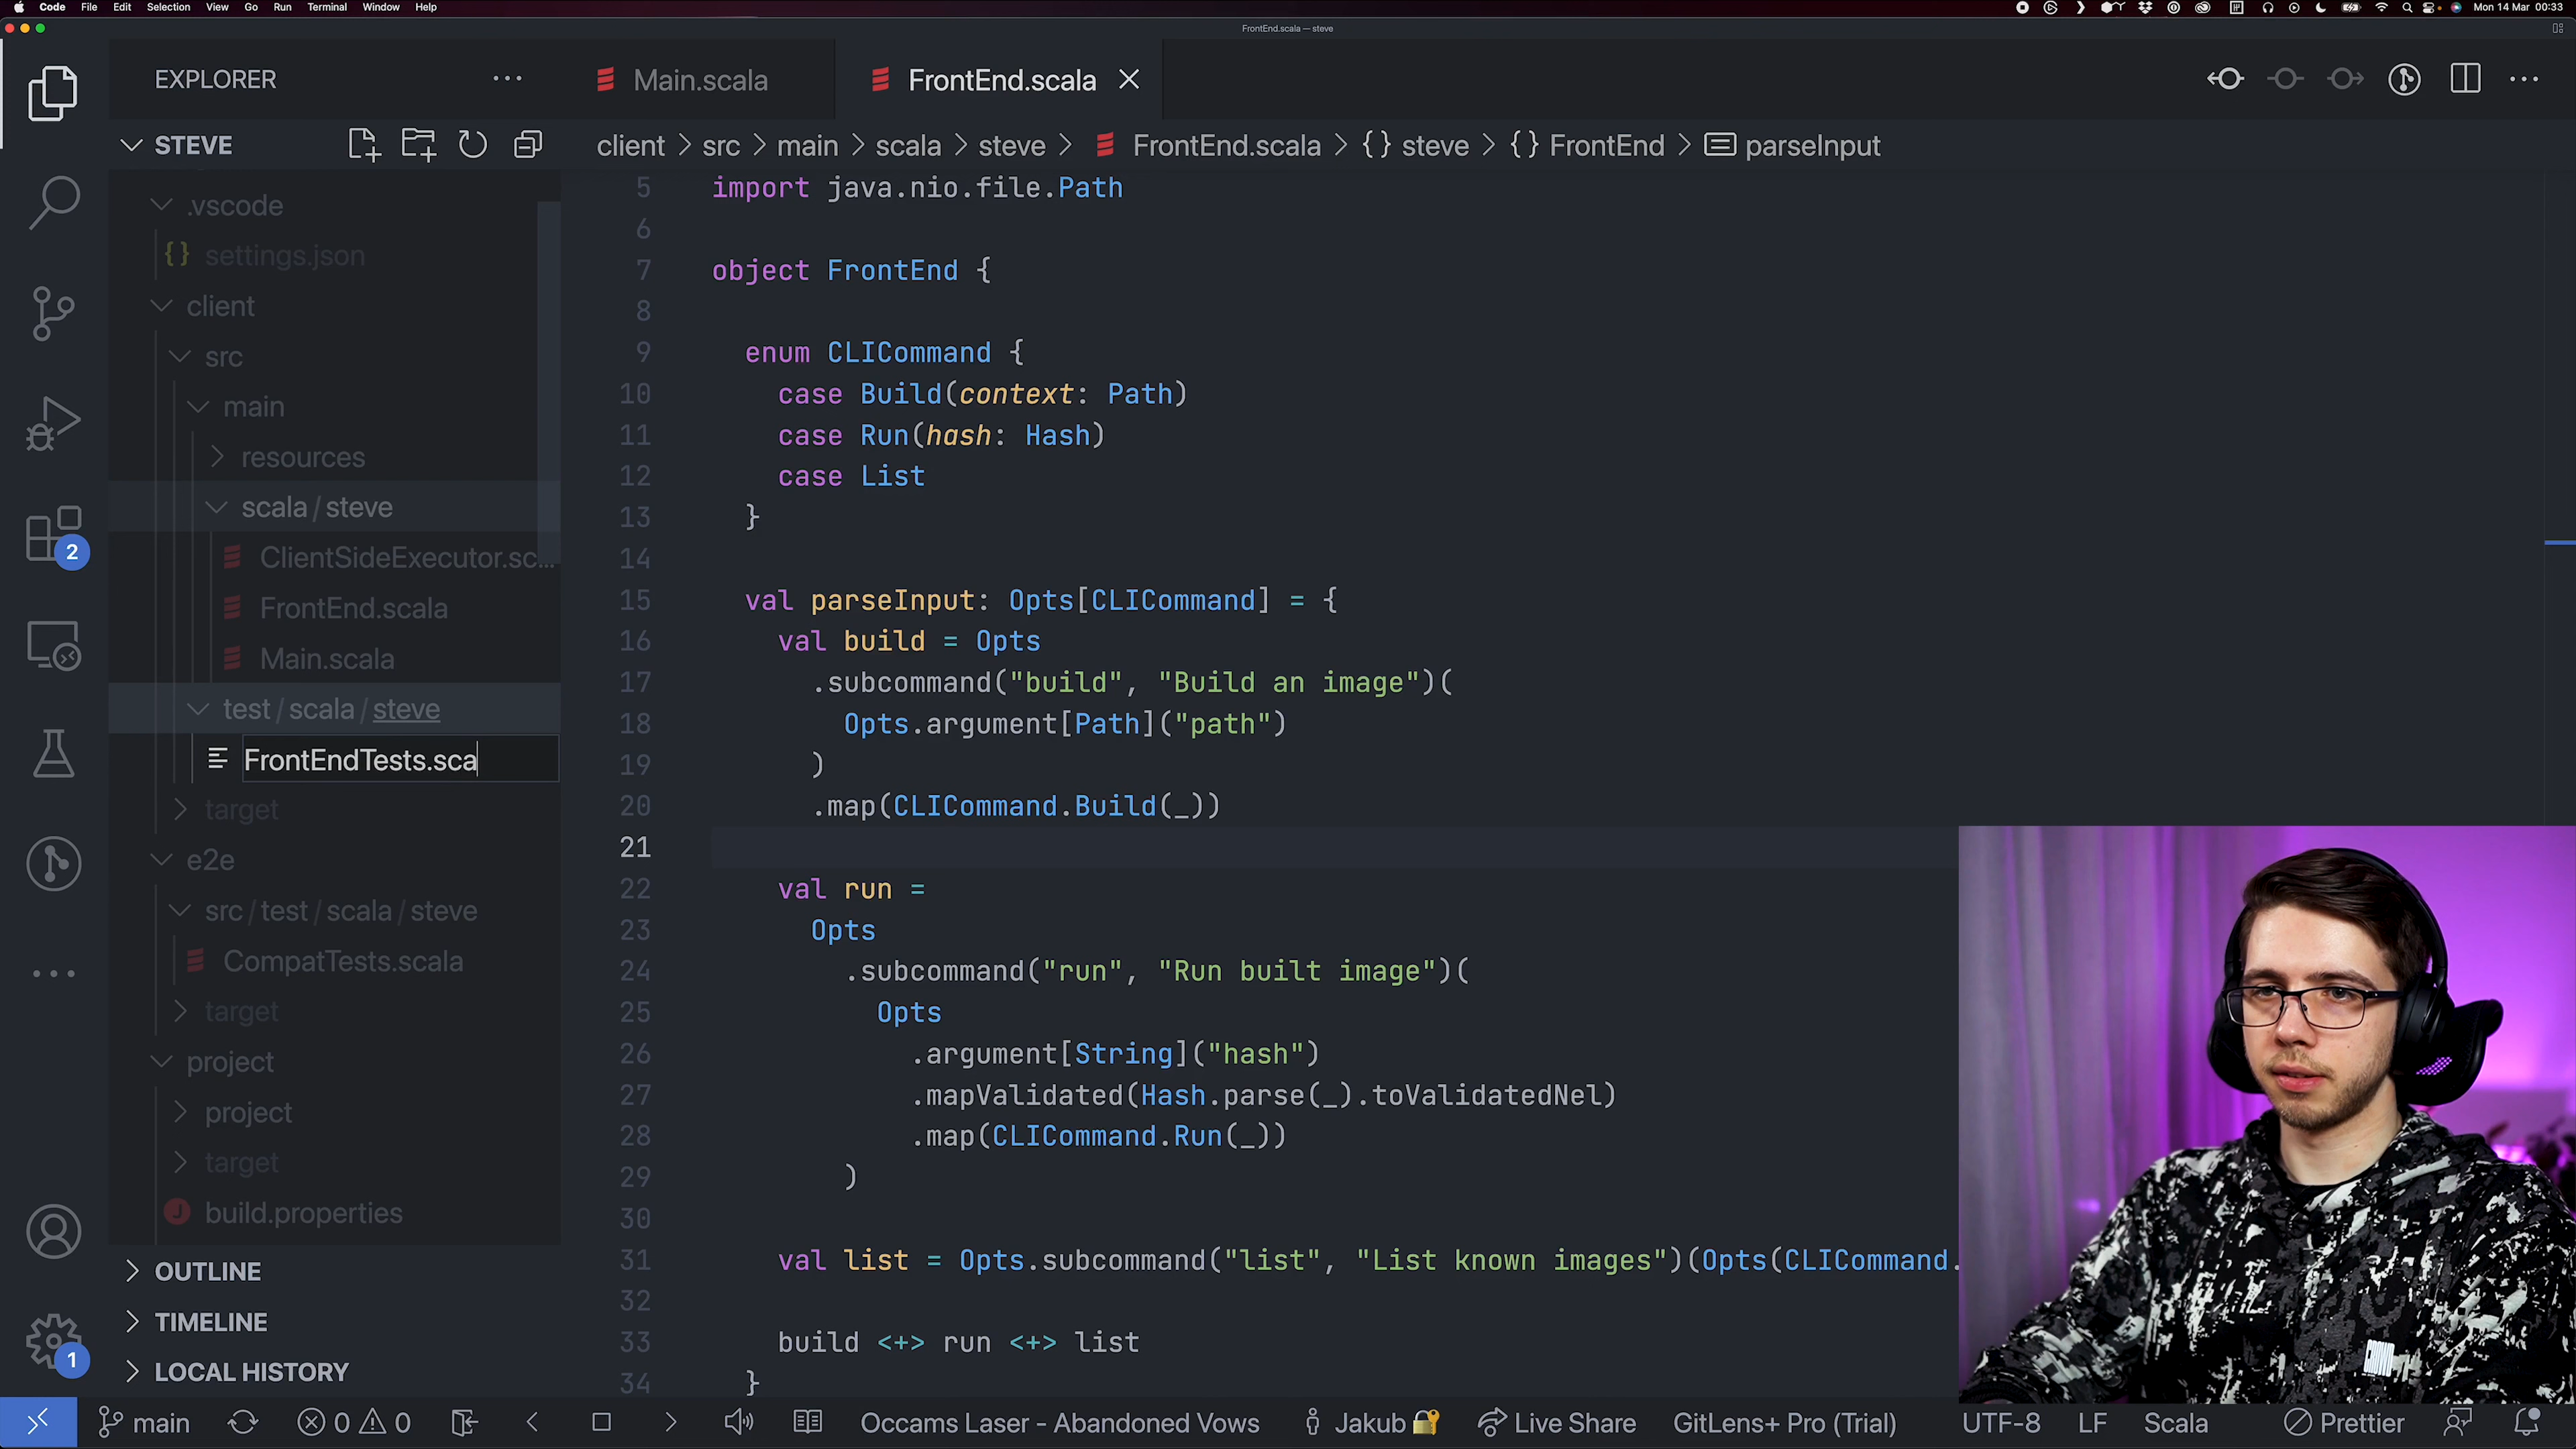 Code File Edit Selection View Go Run Terminal Window Help
Mon 14 Mar 00:33
FrontEnd.scala — steve
EXPLORER
Main.scala
FrontEnd.scala
STEVE
client > src > main > scala > steve > FrontEnd.scala > {} steve > {} FrontEnd > parseInput
.vscode
{} settings.json
client
src
main
resources
scala / steve
ClientSideExecutor.sc...
FrontEnd.scala
Main.scala
test / scala / steve
FrontEndTests.sca
target
e2e
src / test / scala / steve
CompatTests.scala
target
project
project
target
build.properties
OUTLINE
TIMELINE
LOCAL HISTORY
2
1
5 import java.nio.file.Path
6
7 object FrontEnd {
8
9 enum CLICommand {
10 case Build(context: Path)
11 case Run(hash: Hash)
12 case List
13 }
14
15 val parseInput: Opts[CLICommand] = {
16 val build = Opts
17 .subcommand("build", "Build an image")(
18 Opts.argument[Path]("path")
19 )
20 .map(CLICommand.Build(_))
21
22 val run =
23 Opts
24 .subcommand("run", "Run built image")(
25 Opts
26 .argument[String]("hash")
27 .mapValidated(Hash.parse(_).toValidatedNel)
28 .map(CLICommand.Run(_))
29 )
30
31 val list = Opts.subcommand("list", "List known images")(Opts(CLICommand.
32
33 build <+> run <+> list
34 }
main 0 0 Occams Laser - Abandoned Vows Jakub Live Share GitLens+ Pro (Trial) UTF-8 LF Scala Prettier